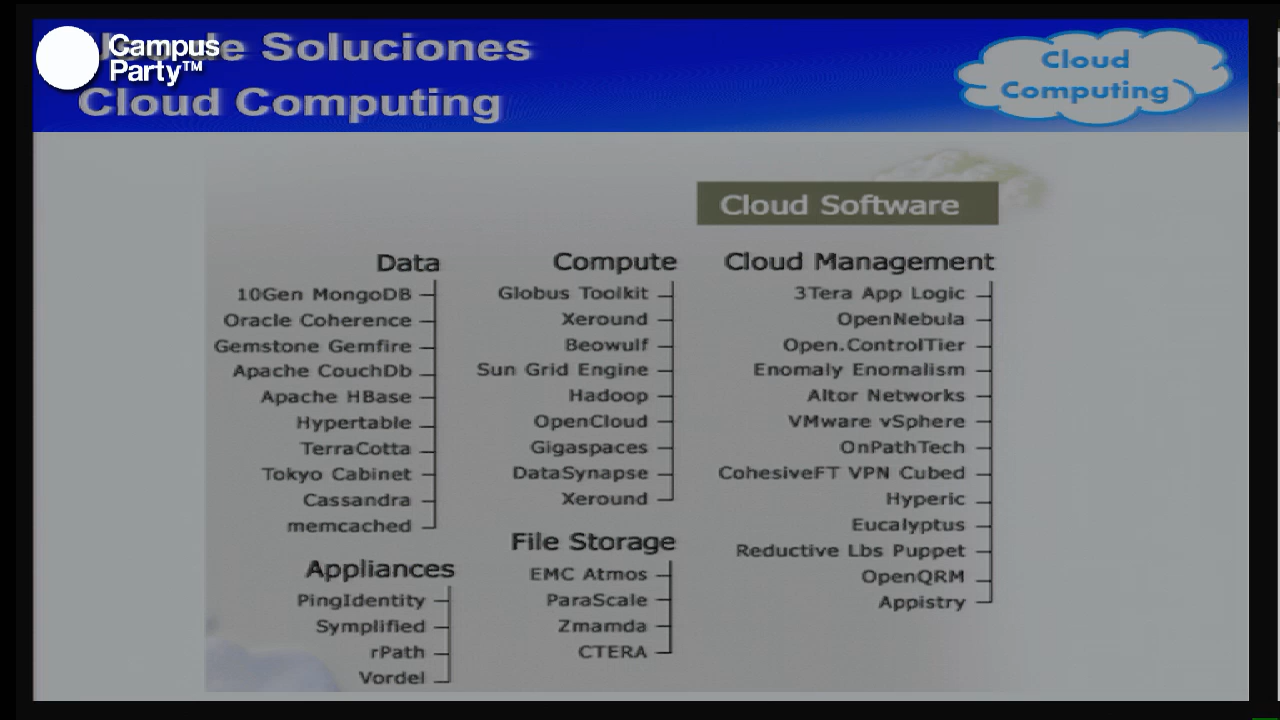 Campus
Party™
de Soluciones
Cloud Computing
Cloud
Computing
Cloud Software
Data
10Gen MongoDB
Oracle Coherence
Gemstone Gemfire
Apache CouchDb
Apache HBase
Hypertable
TerraCotta
Tokyo Cabinet
Cassandra
memcached
Appliances
PingIdentity
Symplified
rPath
Vordel
Compute
Globus Toolkit
Xeround
Beowulf
Sun Grid Engine
Hadoop
OpenCloud
Gigaspaces
DataSynapse
Xeround
File Storage
EMC Atmos
ParaScale
Zmamda
CTERA
Cloud Management
3Tera App Logic
OpenNebula
Open.ControlTier
Enomaly Enomalism
Altor Networks
VMware vSphere
OnPathTech
CohesiveFT VPN Cubed
Hyperic
Eucalyptus
Reductive Lbs Puppet
OpenQRM
Appistry